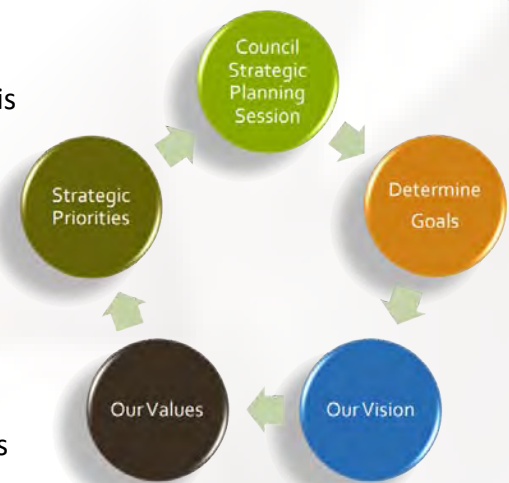 Council
Strategic
Planning
Session
is
Determine
Goals
Strategic
Priorities
Our Vision
Our Values
s